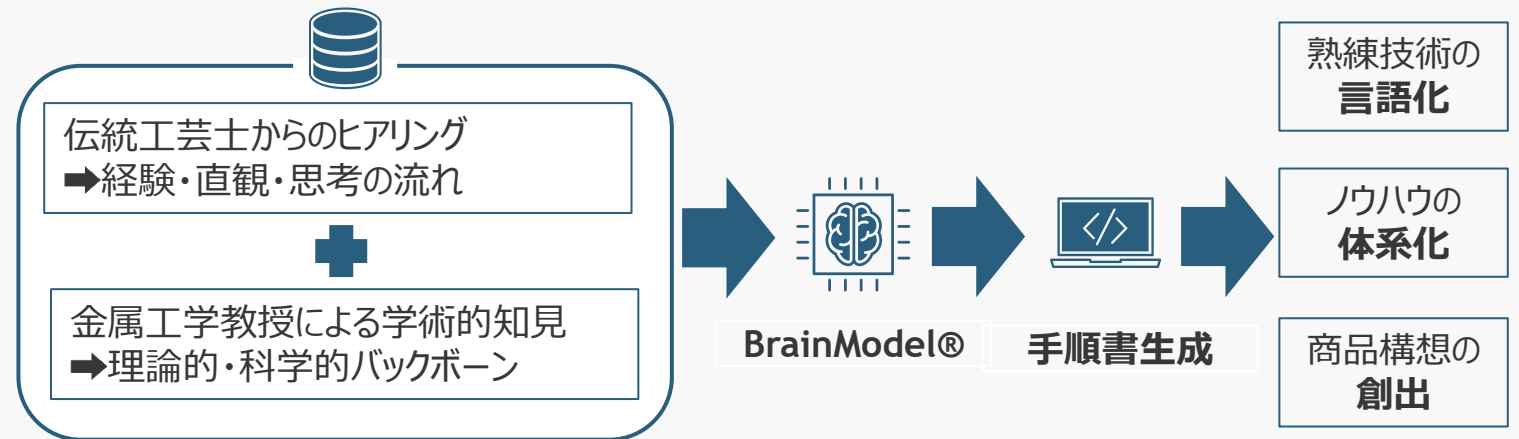 伝統工芸士からのヒアリング
➡経験・直観・思考の流れ
金属工学教授による学術的知見
➡理論的・科学的バックボーン
</>
BrainModel®
手順書生成
熟練技術の
言語化
ノウハウの
体系化
商品構想の
創出